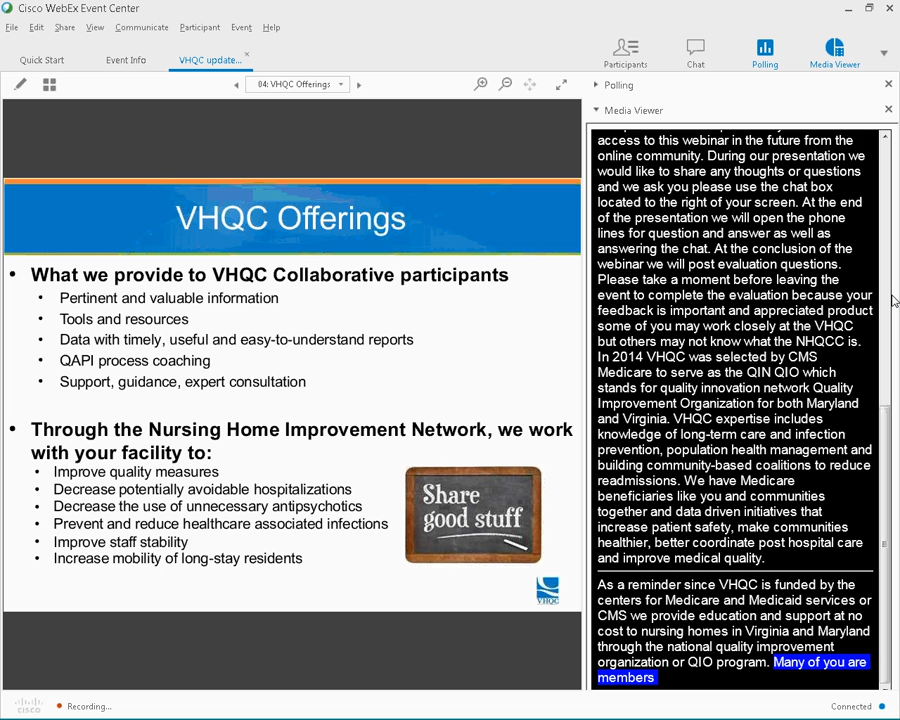 Cisco WebEx Event Center
File Edit Share View Communicate Participant Event Help
Quick Start Event Info VHQC update...
Participants Chat Polling Media Viewer
04: VHQC Offerings
VHQC Offerings
• What we provide to VHQC Collaborative participants
• Pertinent and valuable information
• Tools and resources
• Data with timely, useful and easy-to-understand reports
• QAPI process coaching
• Support, guidance, expert consultation
• Through the Nursing Home Improvement Network, we work
with your facility to:
• Improve quality measures
• Decrease potentially avoidable hospitalizations
• Decrease the use of unnecessary antipsychotics
• Prevent and reduce healthcare associated infections
• Improve staff stability
• Increase mobility of long-stay residents
Share
good stuff
VHQC
Polling
Media Viewer
access to this webinar in the future from the
online community. During our presentation we
would like to share any thoughts or questions
and we ask you please use the chat box
located to the right of your screen. At the end
of the presentation we will open the phone
lines for question and answer as well as
answering the chat. At the conclusion of the
webinar we will post evaluation questions.
Please take a moment before leaving the
event to complete the evaluation because your
feedback is important and appreciated product
some of you may work closely at the VHQC
but others may not know what the NHQCC is.
In 2014 VHQC was selected by CMS
Medicare to serve as the QIN QIO which
stands for quality innovation network Quality
Improvement Organization for both Maryland
and Virginia. VHQC expertise includes
knowledge of long-term care and infection
prevention, population health management and
building community-based coalitions to reduce
readmissions. We have Medicare
beneficiaries like you and communities
together and data driven initiatives that
increase patient safety, make communities
healthier, better coordinate post hospital care
and improve medical quality.
As a reminder since VHQC is funded by the
centers for Medicare and Medicaid services or
CMS we provide education and support at no
cost to nursing homes in Virginia and Maryland
through the national quality improvement
organization or QIO program. Many of you are
members
cisco
Recording...
Connected